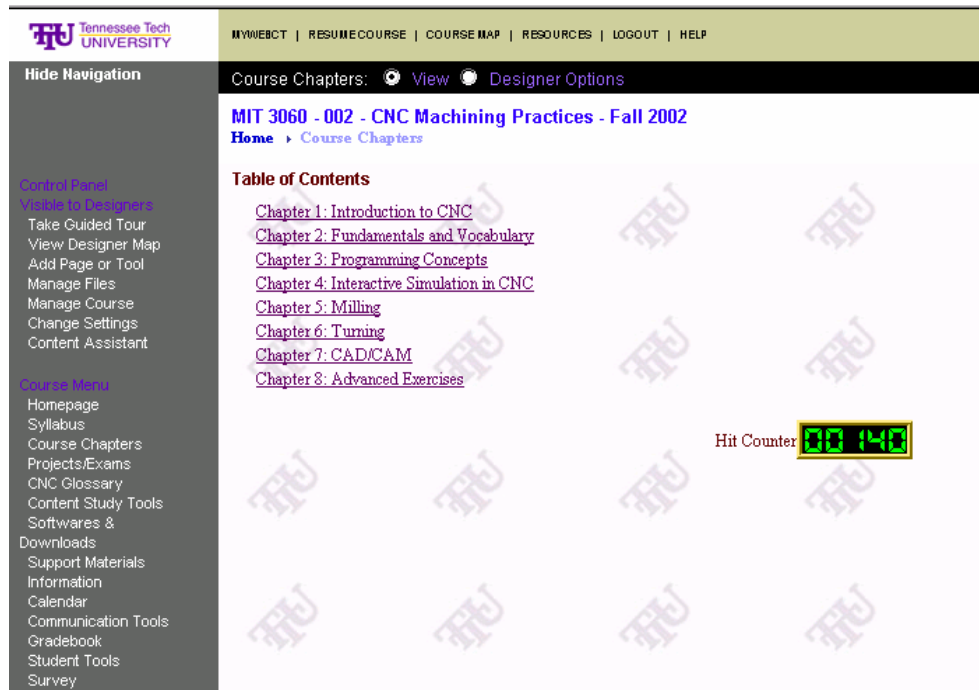 TTU Tennessee Tech
UNIVERSITY
MYWEBCT | RESUME COURSE | COURSE MAP | RESOURCES | LOGOUT | HELP
Hide Navigation
Course Chapters: View Designer Options
MIT 3060 - 002 - CNC Machining Practices - Fall 2002
Home › Course Chapters
Control Panel
Visible to Designers
Take Guided Tour
View Designer Map
Add Page or Tool
Manage Files
Manage Course
Change Settings
Content Assistant
Course Menu
Homepage
Syllabus
Course Chapters
Projects/Exams
CNC Glossary
Content Study Tools
Softwares &
Downloads
Support Materials
Information
Calendar
Communication Tools
Gradebook
Student Tools
Survey
Table of Contents
Chapter 1: Introduction to CNC
Chapter 2: Fundamentals and Vocabulary
Chapter 3: Programming Concepts
Chapter 4: Interactive Simulation in CNC
Chapter 5: Milling
Chapter 6: Turning
Chapter 7: CAD/CAM
Chapter 8: Advanced Exercises
Hit Counter 00140